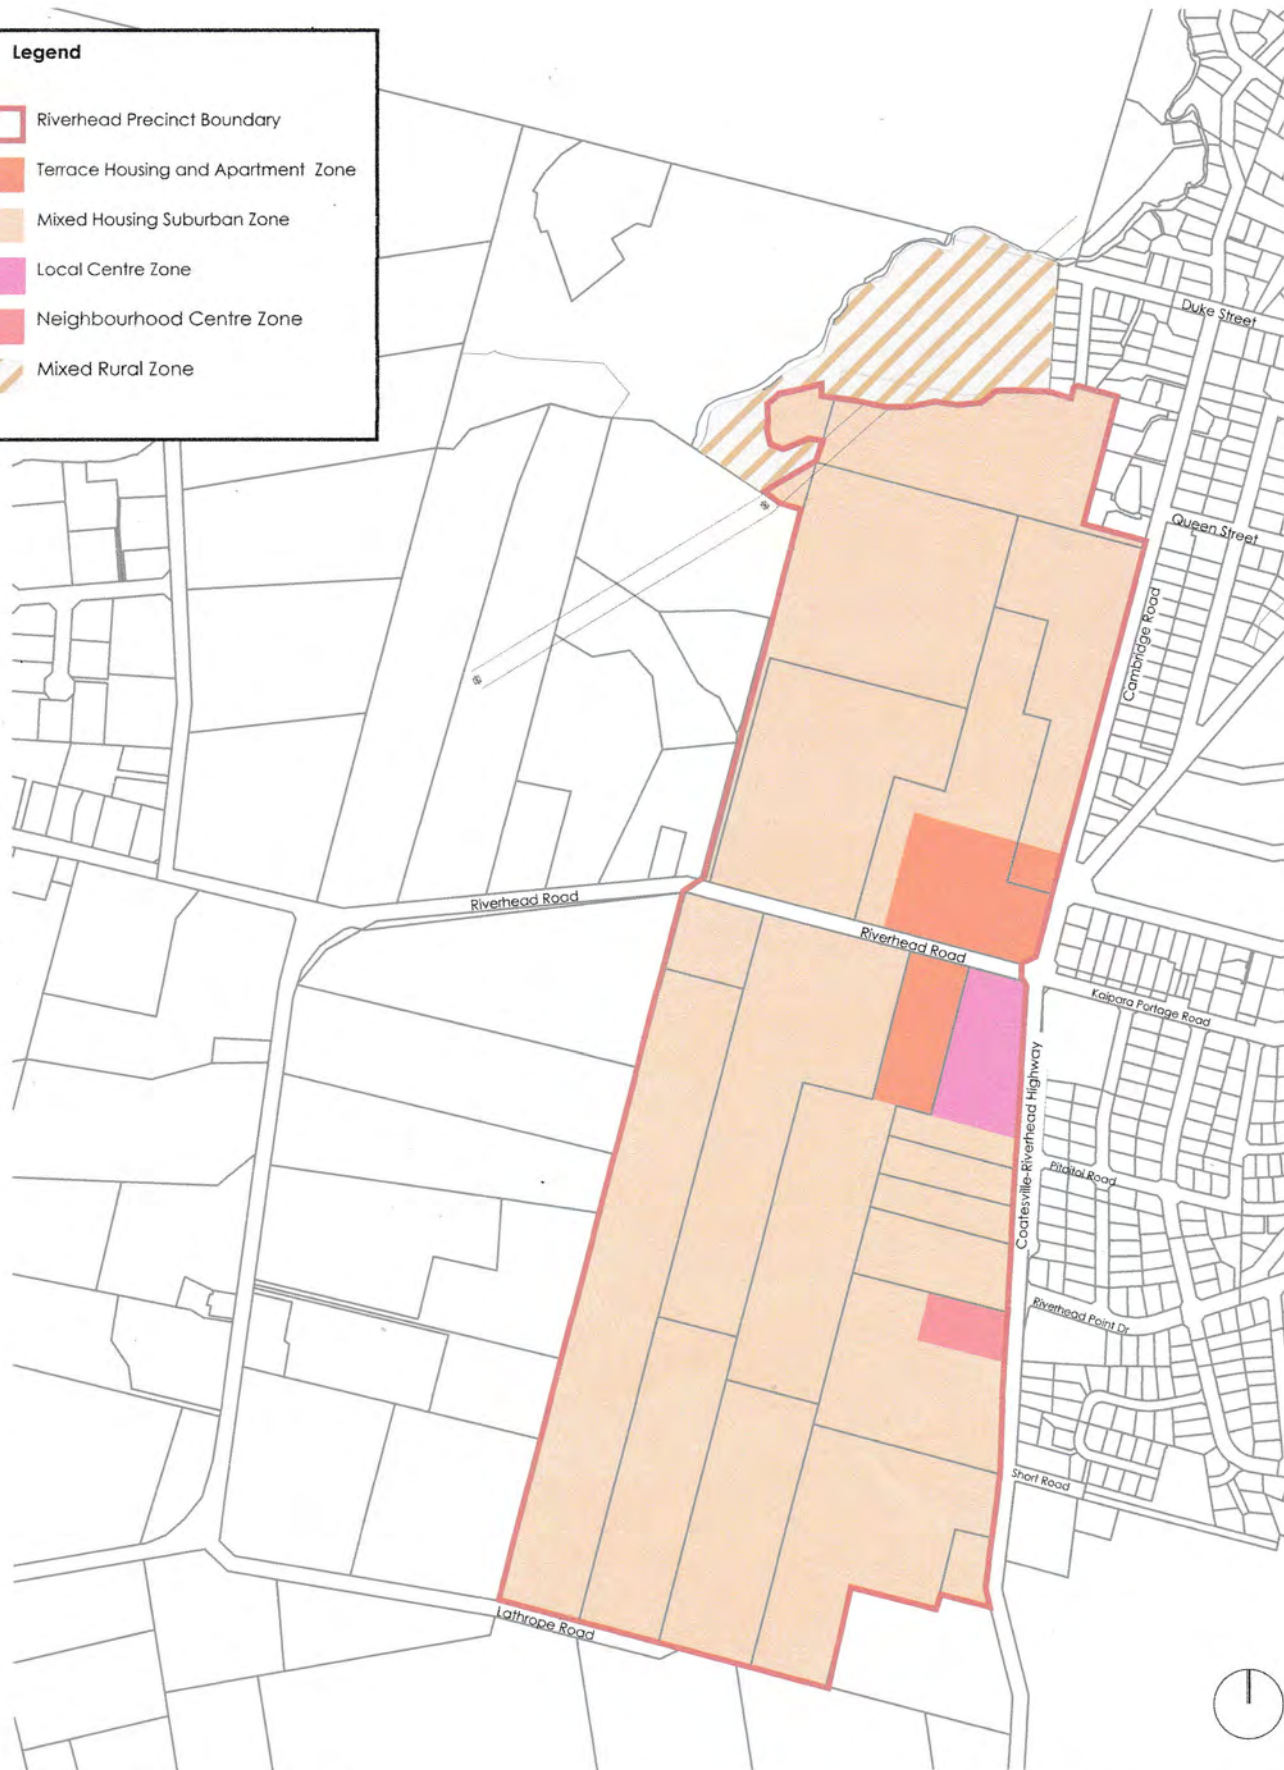 Legend
Riverhead Precinct Boundary
Terrace Housing and Apartment Zone
Mixed Housing Suburban Zone
Local Centre Zone
Neighbourhood Centre Zone
Mixed Rural Zone
Duke Street
Queen Street
Cambridge Road
Riverhead Road
Riverhead Road
Kaipara Portage Road
Coatesville-Riverhead Highway
Pitoitoi Road
Riverhead Point Dr
Short Road
Lathrope Road